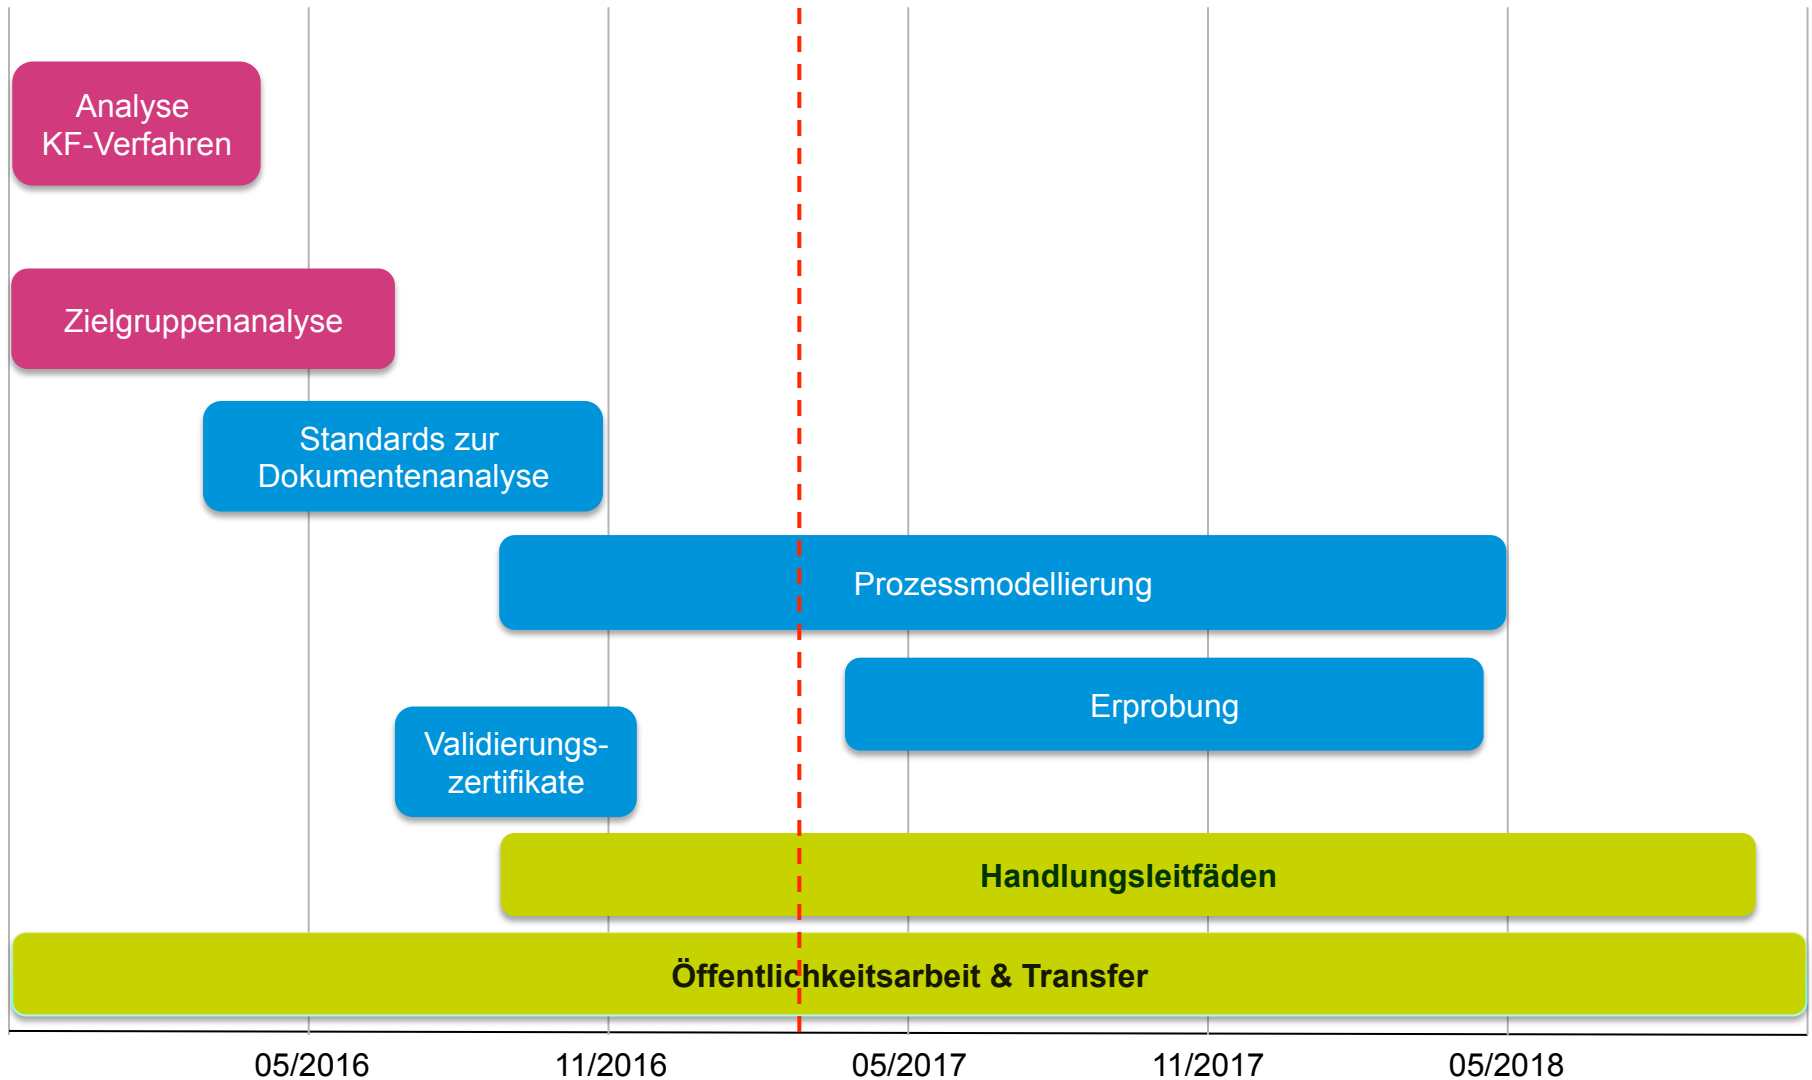 Analyse
KF-Verfahren
Zielgruppenanalyse
Standards zur
Dokumentenanalyse
Prozessmodellierung
Erprobung
Validierungs-
zertifikate
Handlungsleitfäden
Öffentlichkeitsarbeit & Transfer
05/2016
11/2016
05/2017
11/2017
05/2018